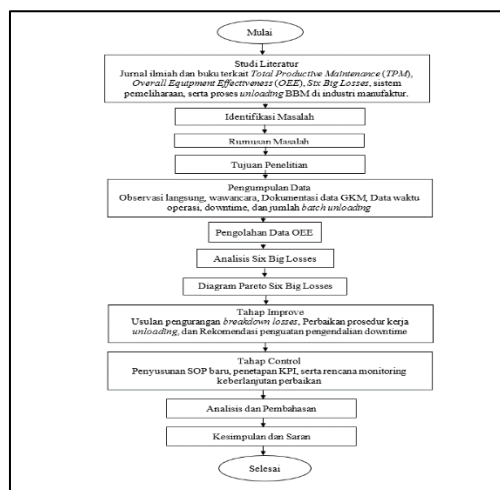 Mulai
Studi Literatur
Jurnal ilmiah dan buku terkait Total Productive Maintenance (TPM),
Overall Equipment Effectiveness (OEE), Six Big Losses, sistem
pemeliharaan, serta proses unloading BBM di industri manufaktur.
Identifikasi Masalah
Rumusan Masalah
Tujuan Penelitian
Pengumpulan Data
Observasi langsung, wawancara, Dokumentasi data GKM, Data waktu
operasi, downtime, dan jumlah batch unloading
Pengolahan Data OEE
Analisis Six Big Losses
Diagram Pareto Six Big Losses
Tahap Improve
Usulan pengurangan breakdown losses, Perbaikan prosedur kerja
unloading, dan Rekomendasi penguatan pengendalian downtime
Tahap Control
Penyusunan SOP baru, penetapan KPI, serta rencana monitoring
keberlanjutan perbaikan
Analisis dan Pembahasan
Kesimpulan dan Saran
Selesai